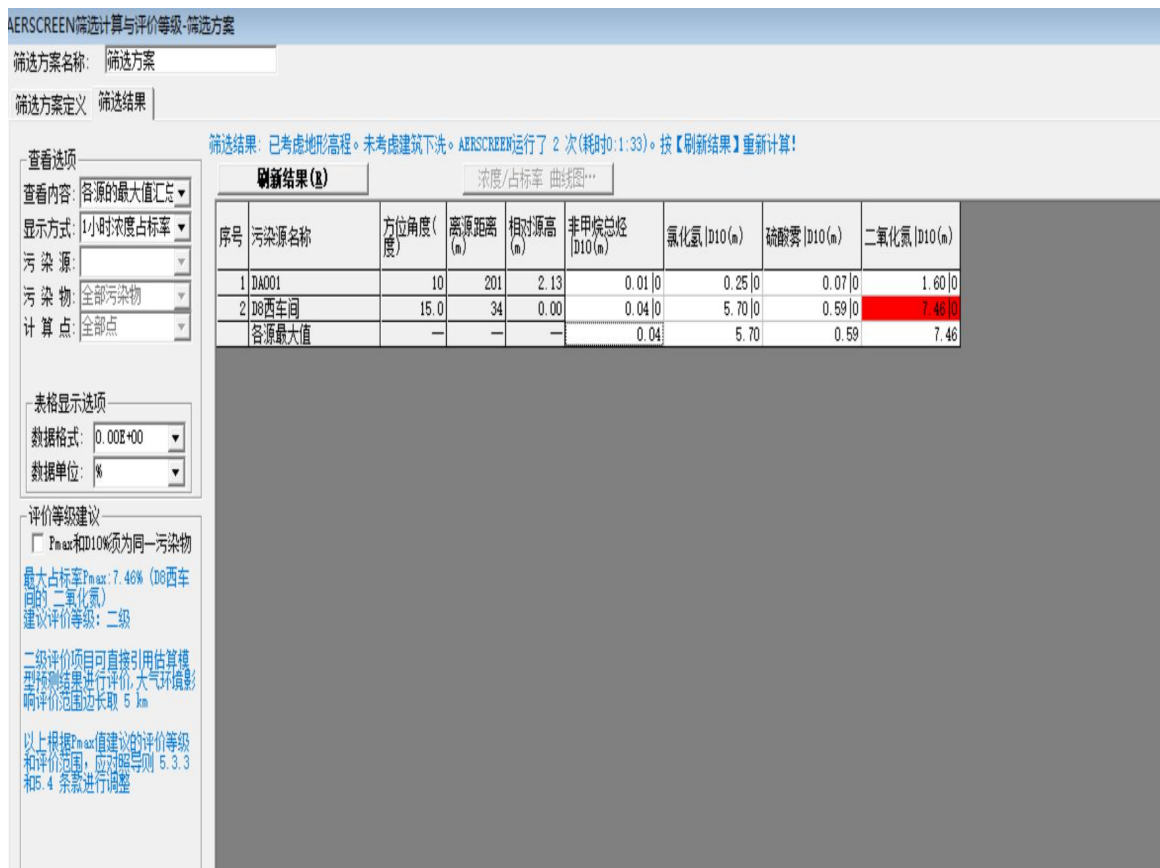 AERSCREEN筛选计算与评价等级-筛选方案
筛选方案名称: 筛选方案
筛选方案定义 筛选结果
筛选结果: 已考虑地形高程。未考虑建筑下洗。AERSCREEN运行了 2 次(耗时0:1:33)。按【刷新结果】重新计算!
查看选项
查看内容: 各源的最大值汇总
显示方式: 1小时浓度占标率
污 染 源:
污 染 物: 全部污染物
计 算 点: 全部点
刷新结果(R) 浓度/占标率 曲线图…
序号 污染源名称 方位角度(度) 离源距离(m) 相对源高(m) 非甲烷总烃|D10(m) 氯化氢|D10(m) 硫酸雾|D10(m) 二氧化氮|D10(m)
1 DA001 10 201 2.13 0.01|0 0.25|0 0.07|0 1.60|0
2 D8西车间 15.0 34 0.00 0.04|0 5.70|0 0.59|0 7.46|0
各源最大值 — — — 0.04 5.70 0.59 7.46
表格显示选项
数据格式: 0.00E+00
数据单位: %
评价等级建议
Pmax和D10%须为同一污染物
最大占标率Pmax:7.46% (D8西车
间的 二氧化氮)
建议评价等级: 二级
二级评价项目可直接引用估算模
型预测结果进行评价,大气环境影
响评价范围边长取 5 km
以上根据Pmax值建议的评价等级
和评价范围，应对照导则 5.3.3
和5.4 条款进行调整